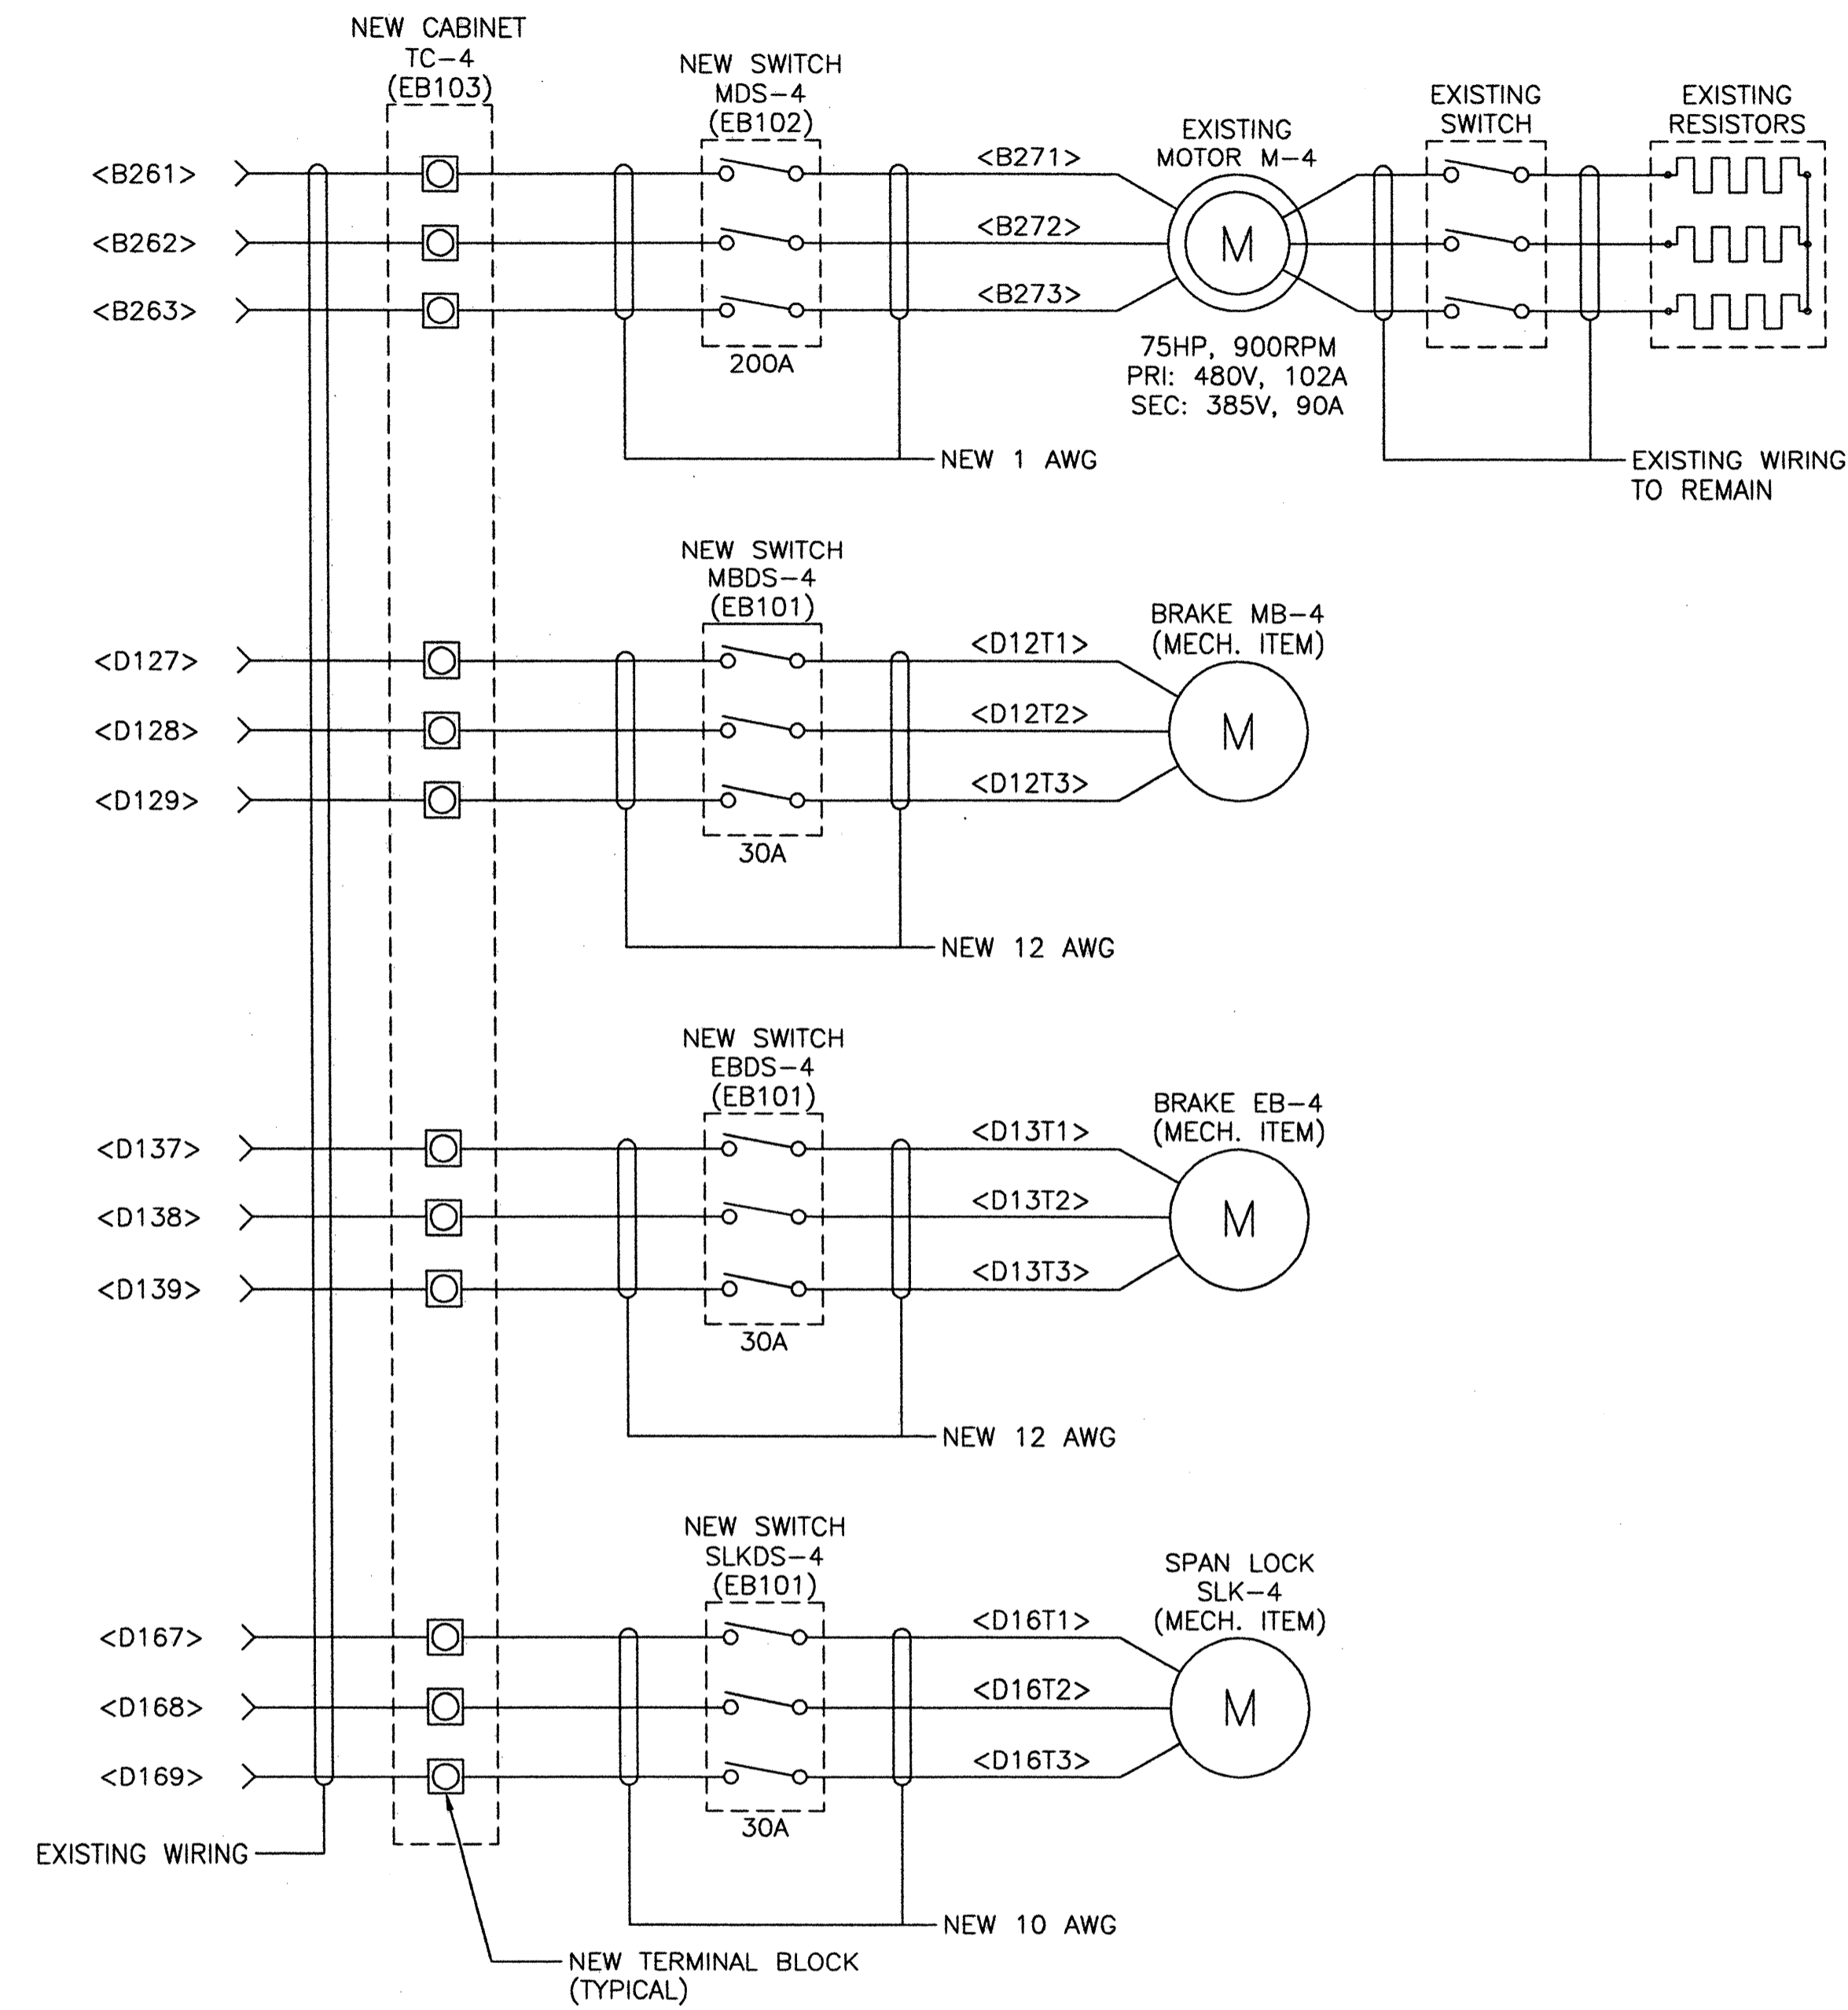 NEW CABINET
TC-4
(EB103)
NEW SWITCH
MDS-4
(EB102)
EXISTING
MOTOR M-4
EXISTING
SWITCH
EXISTING
RESISTORS
<B261>
<B271>
<B262>
<B272>
M
<B263>
<B273>
200A
75HP, 900RPM
PRI: 480V, 102A
SEC: 385V, 90A
NEW 1 AWG
EXISTING WIRING
TO REMAIN
NEW SWITCH
MBDS-4
(EB101)
BRAKE MB-4
(MECH. ITEM)
<D127>
<D12T1>
<D128>
<D12T2>
M
<D129>
<D12T3>
30A
NEW 12 AWG
NEW SWITCH
EBDS-4
(EB101)
BRAKE EB-4
(MECH. ITEM)
<D137>
<D13T1>
<D138>
<D13T2>
M
<D139>
<D13T3>
30A
NEW 12 AWG
NEW SWITCH
SLKDS-4
(EB101)
SPAN LOCK
SLK-4
(MECH. ITEM)
<D167>
<D16T1>
<D168>
<D16T2>
M
<D169>
<D16T3>
30A
EXISTING WIRING
NEW 10 AWG
NEW TERMINAL BLOCK
(TYPICAL)